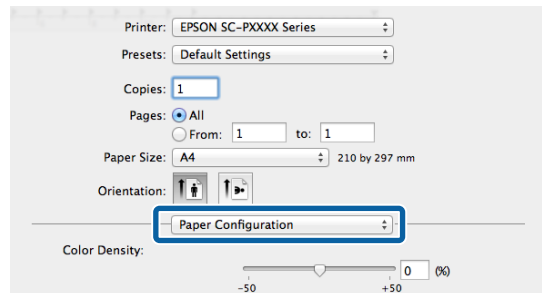 Printer: EPSON SC-PXXXX Series
Presets: Default Settings
Copies: 1
Pages: All
From: 1 to: 1
Paper Size: A4 210 by 297 mm
Orientation:
Paper Configuration
Color Density:
0 (%)
-50 +50